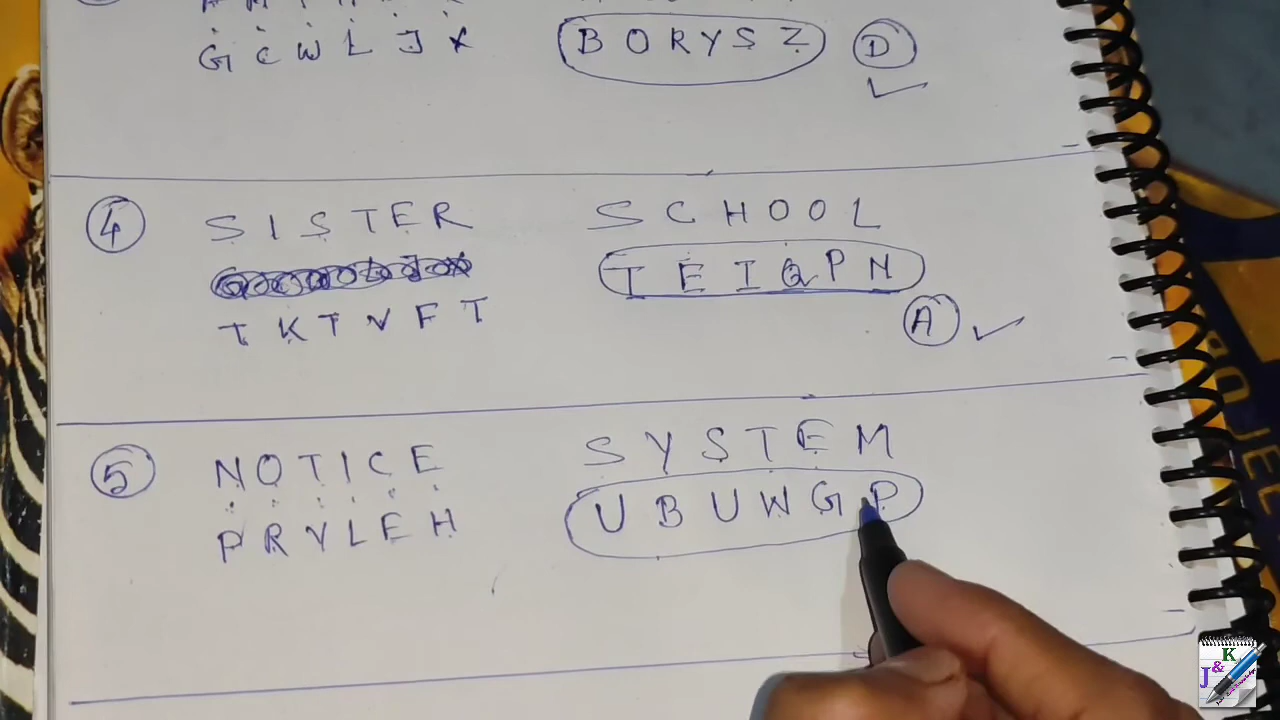 G C W L J X B O R Y S Z D
4 S I S T E R S C H O O L
T E I Q P N
T K T V F T A
5 N O T I C E S Y S T E M
P R V L E H U B U W G P
J & K